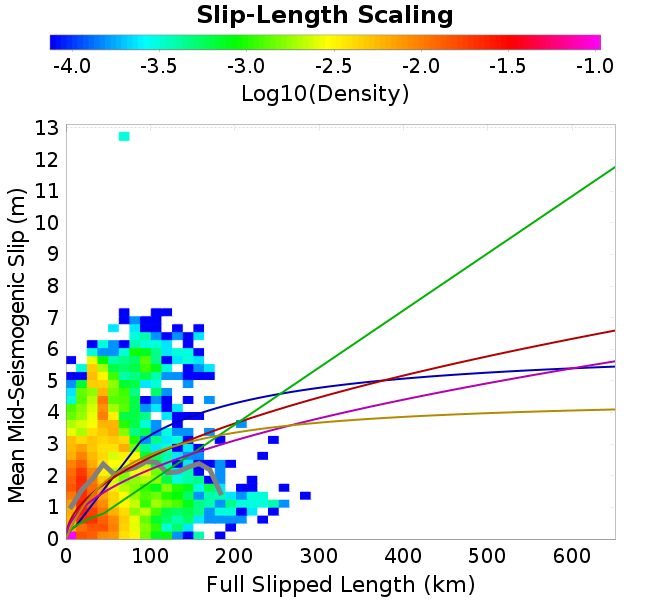 Slip-Length Scaling
-4.0 -3.5 -3.0 -2.5 -2.0 -1.5 -1.0
Log10(Density)
13
12
11
10
9
8
7
6
5
4
3
2
1
0
Mean Mid-Seismogenic Slip (m)
0 100 200 300 400 500 600
Full Slipped Length (km)